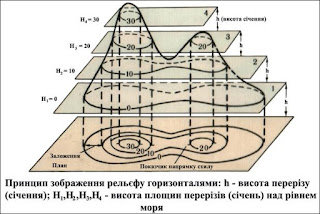 H₄ = 30
4
30
h (висота січення)
H₃ = 20
3
20
20
h
H₂ = 10
2
10
h
H₁ = 0
1
0
h
Заложення
План
30
20
0
Покажчик напрямку схилу
Принцип зображення рельєфу горизонталями: h - висота перерізу
(січення); H₁,H₂,H₃,H₄ - висота площин перерізів (січень) над рівнем
моря